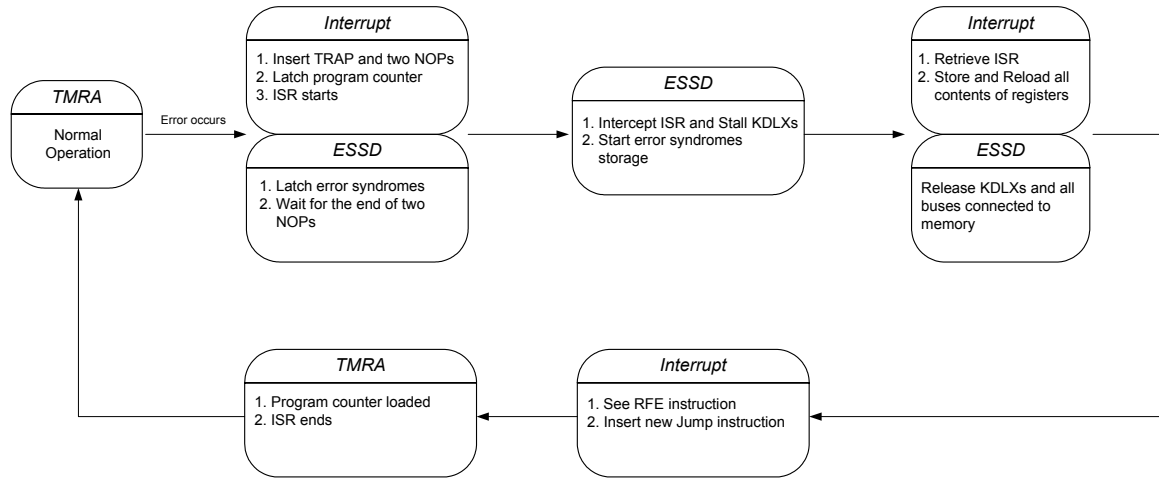 TMRA
Normal
Operation
Error occurs
Interrupt
1. Insert TRAP and two NOPs
2. Latch program counter
3. ISR starts
ESSD
1. Latch error syndromes
2. Wait for the end of two
NOPs
ESSD
1. Intercept ISR and Stall KDLXs
2. Start error syndromes
storage
Interrupt
1. Retrieve ISR
2. Store and Reload all
contents of registers
ESSD
Release KDLXs and all
buses connected to
memory
Interrupt
1. See RFE instruction
2. Insert new Jump instruction
TMRA
1. Program counter loaded
2. ISR ends